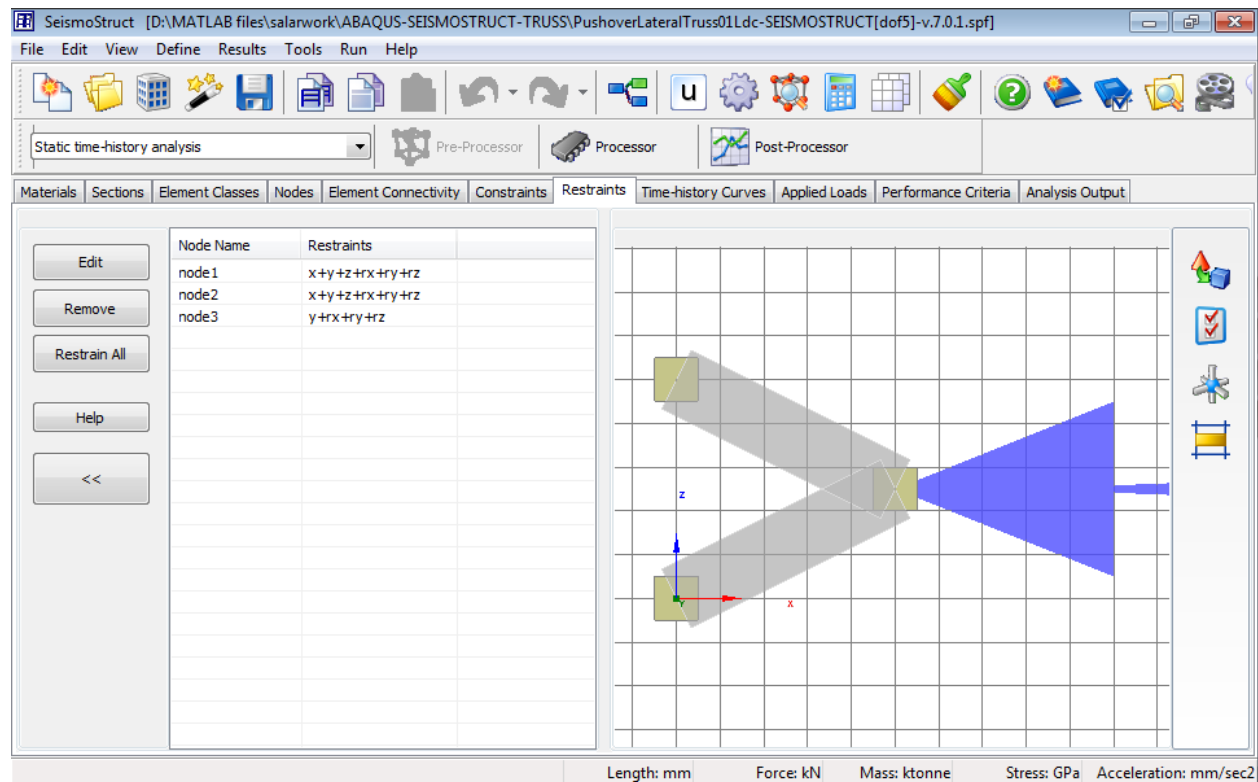 SeismoStruct [D:\MATLAB files\salarwork\ABAQUS-SEISMOSTRUCT-TRUSS\PushoverLateralTruss01Ldc-SEISMOSTRUCT[dof5]-v.7.0.1.spf]
File Edit View Define Results Tools Run Help
u
Static time-history analysis Pre-Processor Processor Post-Processor
Materials Sections Element Classes Nodes Element Connectivity Constraints Restraints Time-history Curves Applied Loads Performance Criteria Analysis Output
Edit
Remove
Restrain All
Help
<<
Node Name Restraints
node1 x+y+z+rx+ry+rz
node2 x+y+z+rx+ry+rz
node3 y+rx+ry+rz
z
Y
x
Length: mm Force: kN Mass: ktonne Stress: GPa Acceleration: mm/sec2